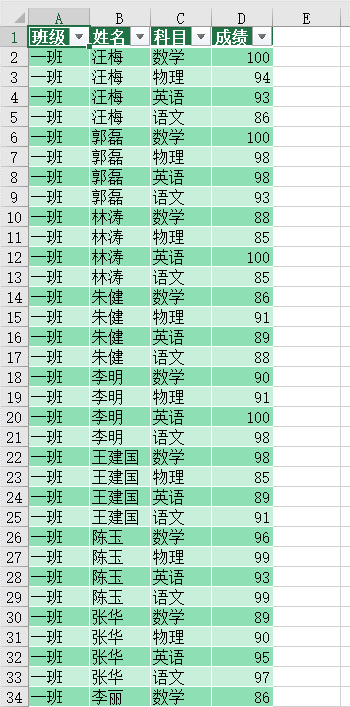 A B C D E
1 班级 姓名 科目 成绩
2 一班 汪梅 数学 100
3 一班 汪梅 物理 94
4 一班 汪梅 英语 93
5 一班 汪梅 语文 86
6 一班 郭磊 数学 100
7 一班 郭磊 物理 98
8 一班 郭磊 英语 98
9 一班 郭磊 语文 93
10 一班 林涛 数学 88
11 一班 林涛 物理 85
12 一班 林涛 英语 100
13 一班 林涛 语文 85
14 一班 朱健 数学 86
15 一班 朱健 物理 91
16 一班 朱健 英语 89
17 一班 朱健 语文 88
18 一班 李明 数学 90
19 一班 李明 物理 91
20 一班 李明 英语 100
21 一班 李明 语文 98
22 一班 王建国 数学 98
23 一班 王建国 物理 85
24 一班 王建国 英语 89
25 一班 王建国 语文 91
26 一班 陈玉 数学 96
27 一班 陈玉 物理 99
28 一班 陈玉 英语 93
29 一班 陈玉 语文 99
30 一班 张华 数学 89
31 一班 张华 物理 90
32 一班 张华 英语 95
33 一班 张华 语文 97
34 一班 李丽 数学 86